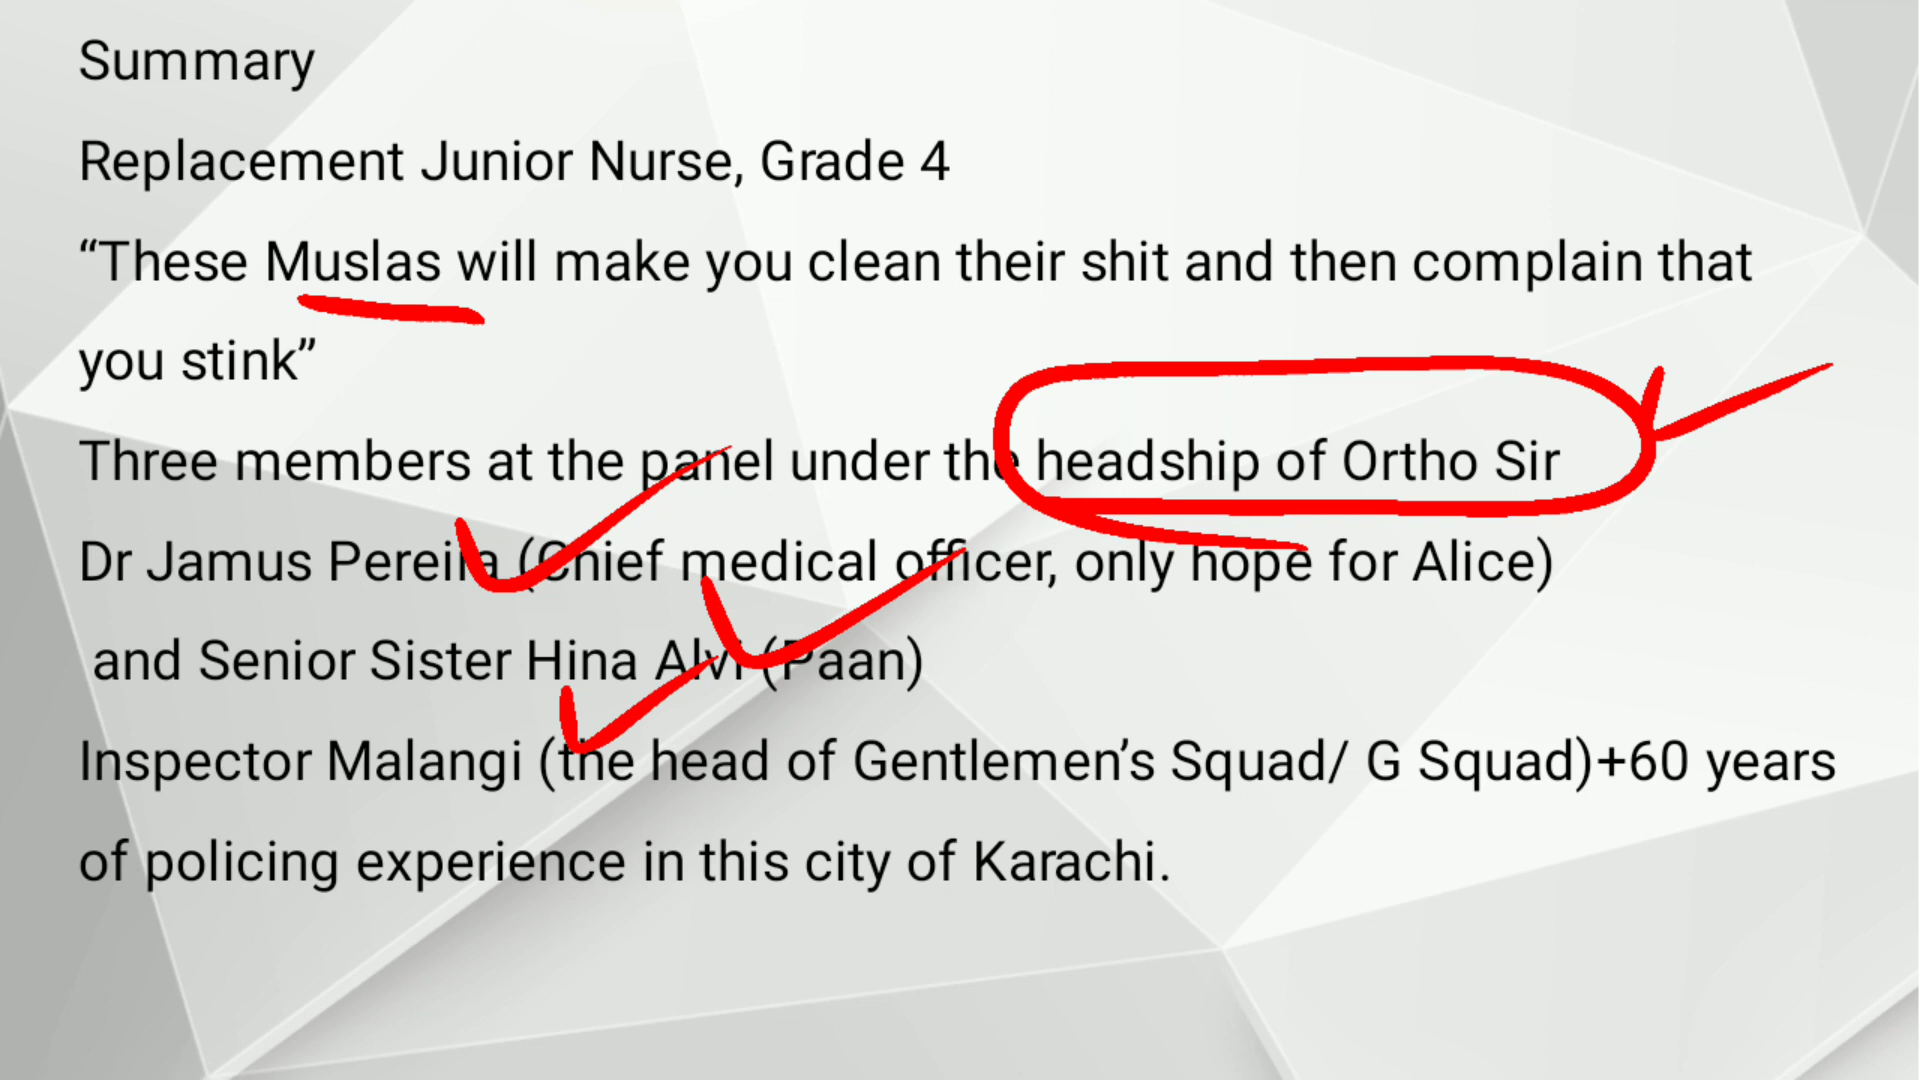 Summary
Replacement Junior Nurse, Grade 4
“These Muslas will make you clean their shit and then complain that
you stink”
Three members at the panel under the headship of Ortho Sir
Dr Jamus Pereira (Chief medical officer, only hope for Alice)
and Senior Sister Hina Alvi (Paan)
Inspector Malangi (the head of Gentlemen’s Squad/ G Squad)+60 years
of policing experience in this city of Karachi.